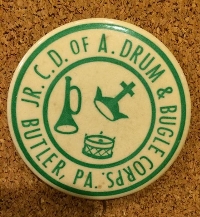 JR. C.D. OF A. DRUM & BUGLE CORPS.
BUTLER, PA.